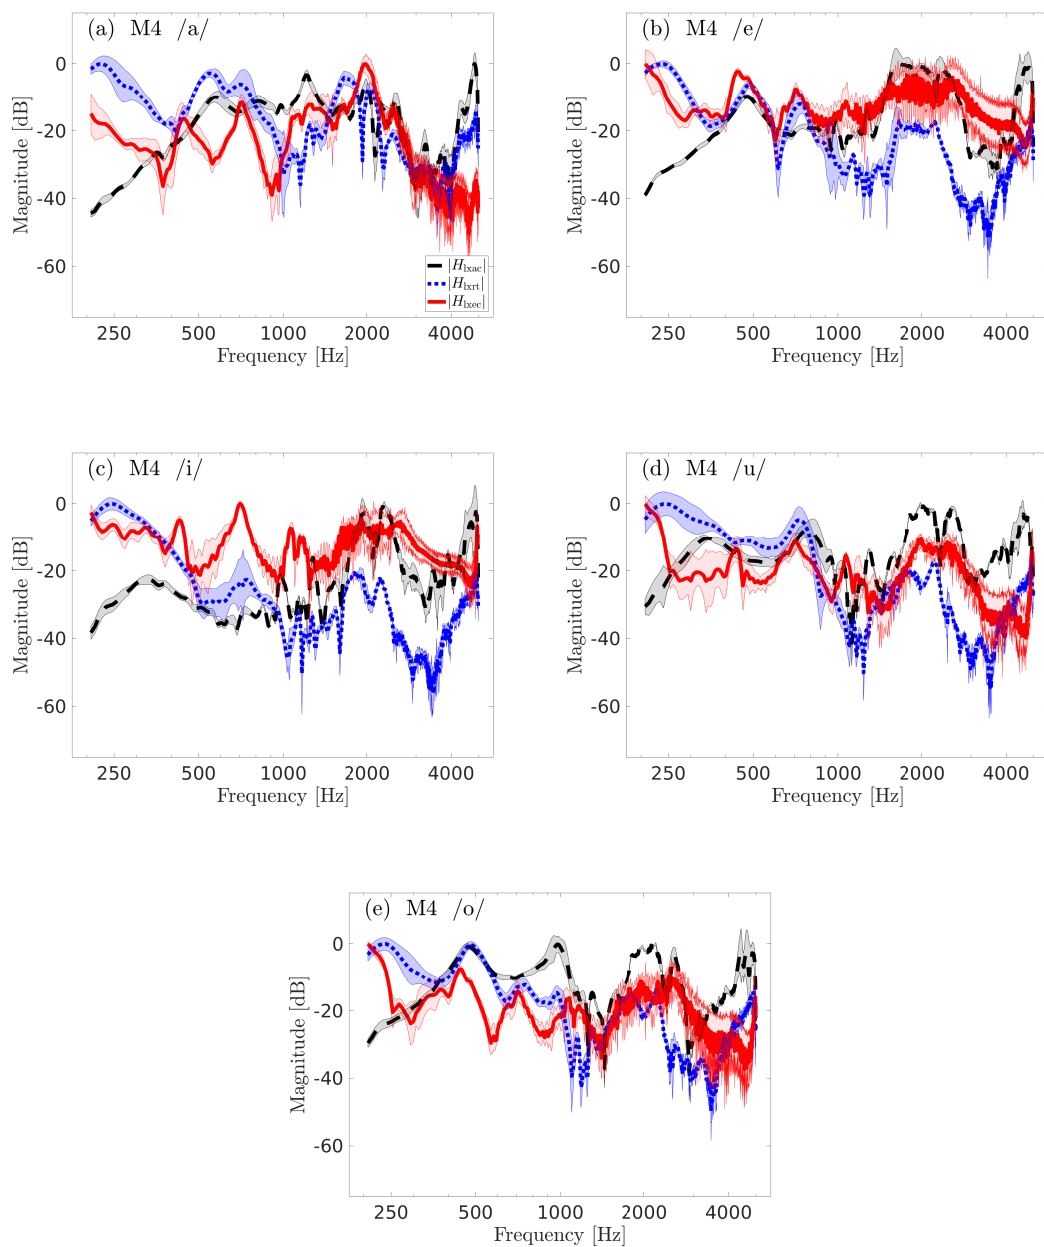 (a) M4 /a/
0
-20
-40
-60
Magnitude [dB]
250 500 1000 2000 4000
Frequency [Hz]
|H_lxac|
|H_lxrt|
|H_lxec|
(b) M4 /e/
0
-20
-40
-60
Magnitude [dB]
250 500 1000 2000 4000
Frequency [Hz]
(c) M4 /i/
0
-20
-40
-60
Magnitude [dB]
250 500 1000 2000 4000
Frequency [Hz]
(d) M4 /u/
0
-20
-40
-60
Magnitude [dB]
250 500 1000 2000 4000
Frequency [Hz]
(e) M4 /o/
0
-20
-40
-60
Magnitude [dB]
250 500 1000 2000 4000
Frequency [Hz]